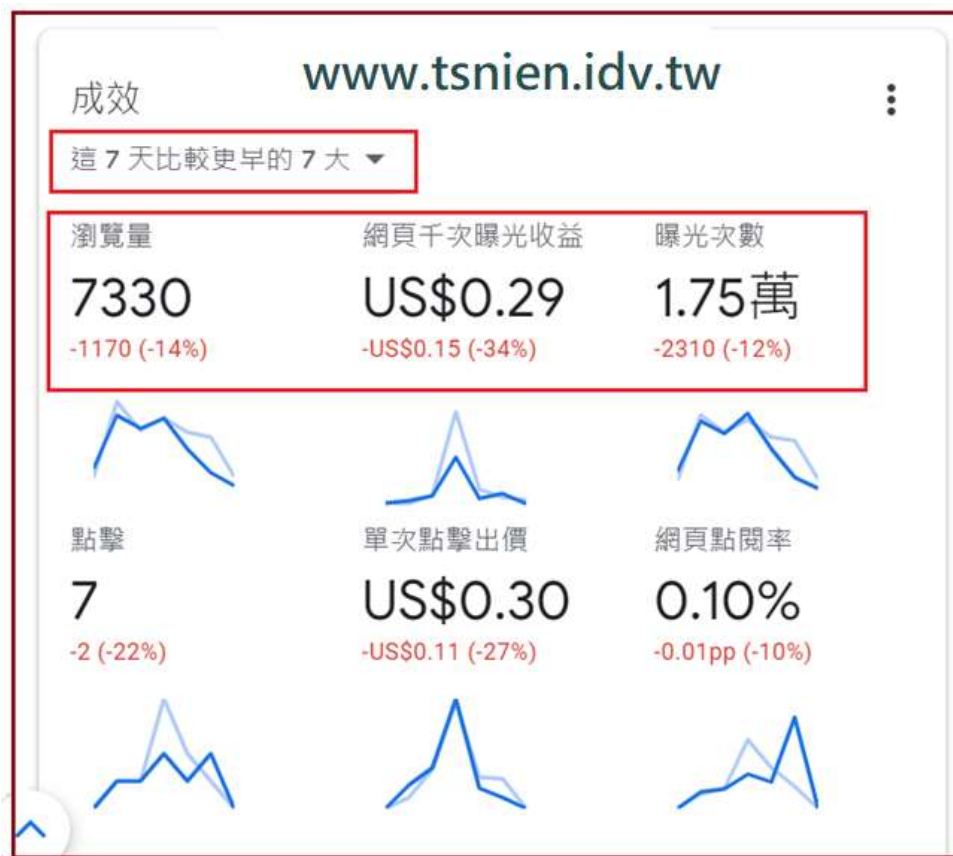 www.tsnien.idv.tw
成效
這 7 天比較更早的 7 天
瀏覽量 網頁千次曝光收益 曝光次數
7330 US$0.29 1.75萬
-1170 (-14%) -US$0.15 (-34%) -2310 (-12%)
點擊 單次點擊出價 網頁點閱率
7 US$0.30 0.10%
-2 (-22%) -US$0.11 (-27%) -0.01pp (-10%)